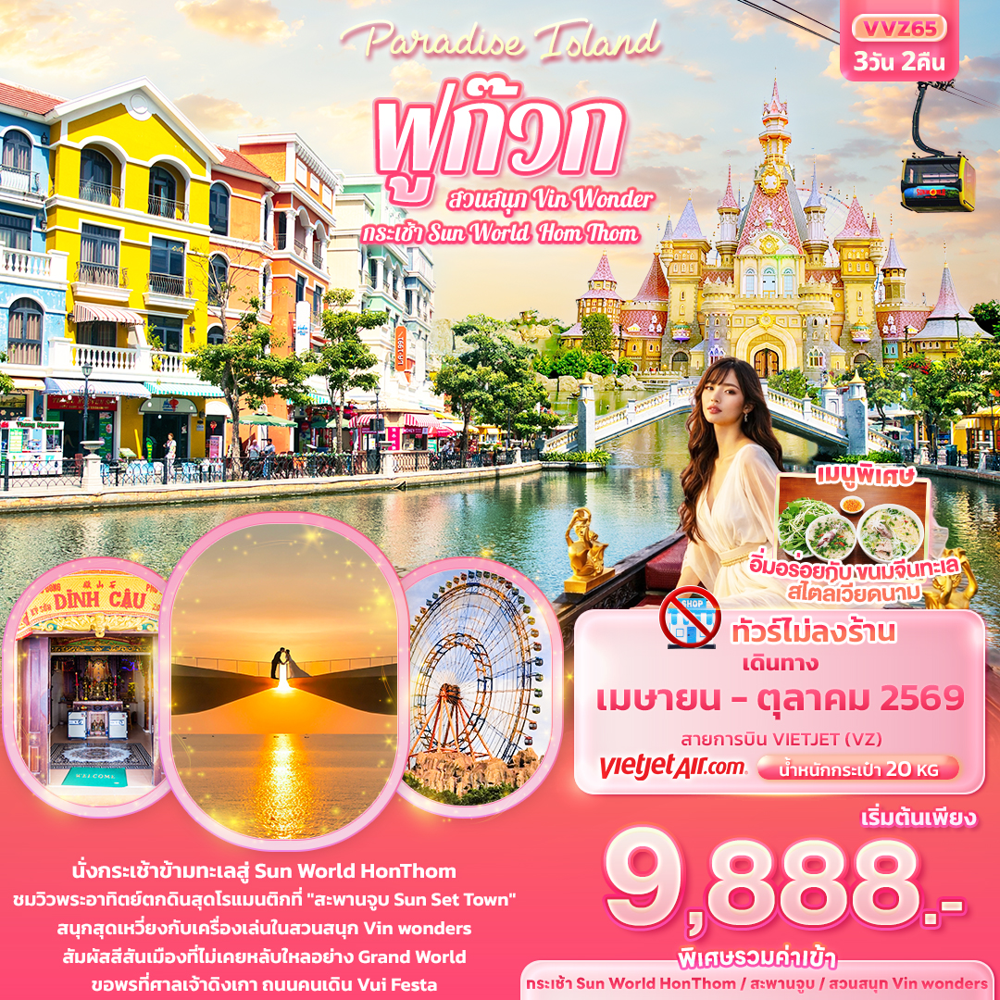 Paradise Island
VVZ65
3วัน 2คืน
ฟูก๊วก
สวนสนุก Vin Wonder
กระเช้า Sun World Hom Thom
เมนูพิเศษ
อิ่มอร่อยกับขนมจีนทะเล
สไตล์เวียดนาม
DINH CẬU
WELCOME
SHOP
ทัวร์ไม่ลงร้าน
เดินทาง
เมษายน - ตุลาคม 2569
สายการบิน VIETJET (VZ)
vietjetAir.com
น้ำหนักกระเป๋า 20 KG
เริ่มต้นเพียง
9,888.-
นั่งกระเช้าข้ามทะเลสู่ Sun World HonThom
ชมวิวพระอาทิตย์ตกดินสุดโรแมนติกที่ "สะพานจูบ Sun Set Town"
สนุกสุดเหวี่ยงกับเครื่องเล่นในสวนสนุก Vin wonders
สัมผัสสีสันเมืองที่ไม่เคยหลับใหลอย่าง Grand World
ขอพรที่ศาลเจ้าดิงเกา ถนนคนเดิน Vui Festa
พิเศษรวมค่าเข้า
กระเช้า Sun World HonThom / สะพานจูบ / สวนสนุก Vin wonders